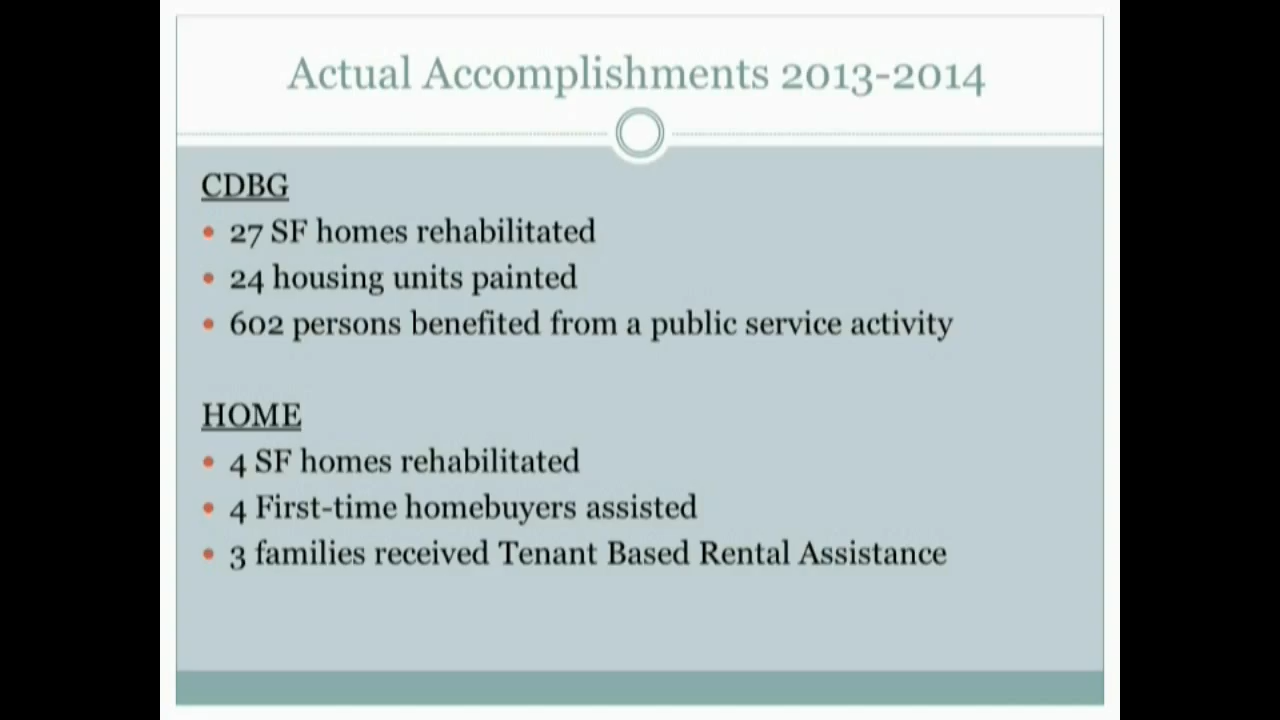 Actual Accomplishments 2013-2014
CDBG
• 27 SF homes rehabilitated
• 24 housing units painted
• 602 persons benefited from a public service activity
HOME
• 4 SF homes rehabilitated
• 4 First-time homebuyers assisted
• 3 families received Tenant Based Rental Assistance